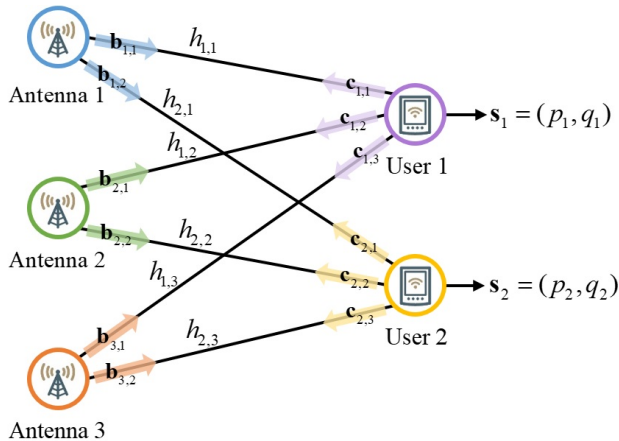 b1,1
h1,1
b1,2
c1,1
Antenna 1
h2,1
c1,2
s1 = (p1, q1)
h1,2
c1,3
User 1
b2,1
b2,2
h2,2
c2,1
Antenna 2
h1,3
c2,2
s2 = (p2, q2)
c2,3
h2,3
User 2
b3,1
b3,2
Antenna 3